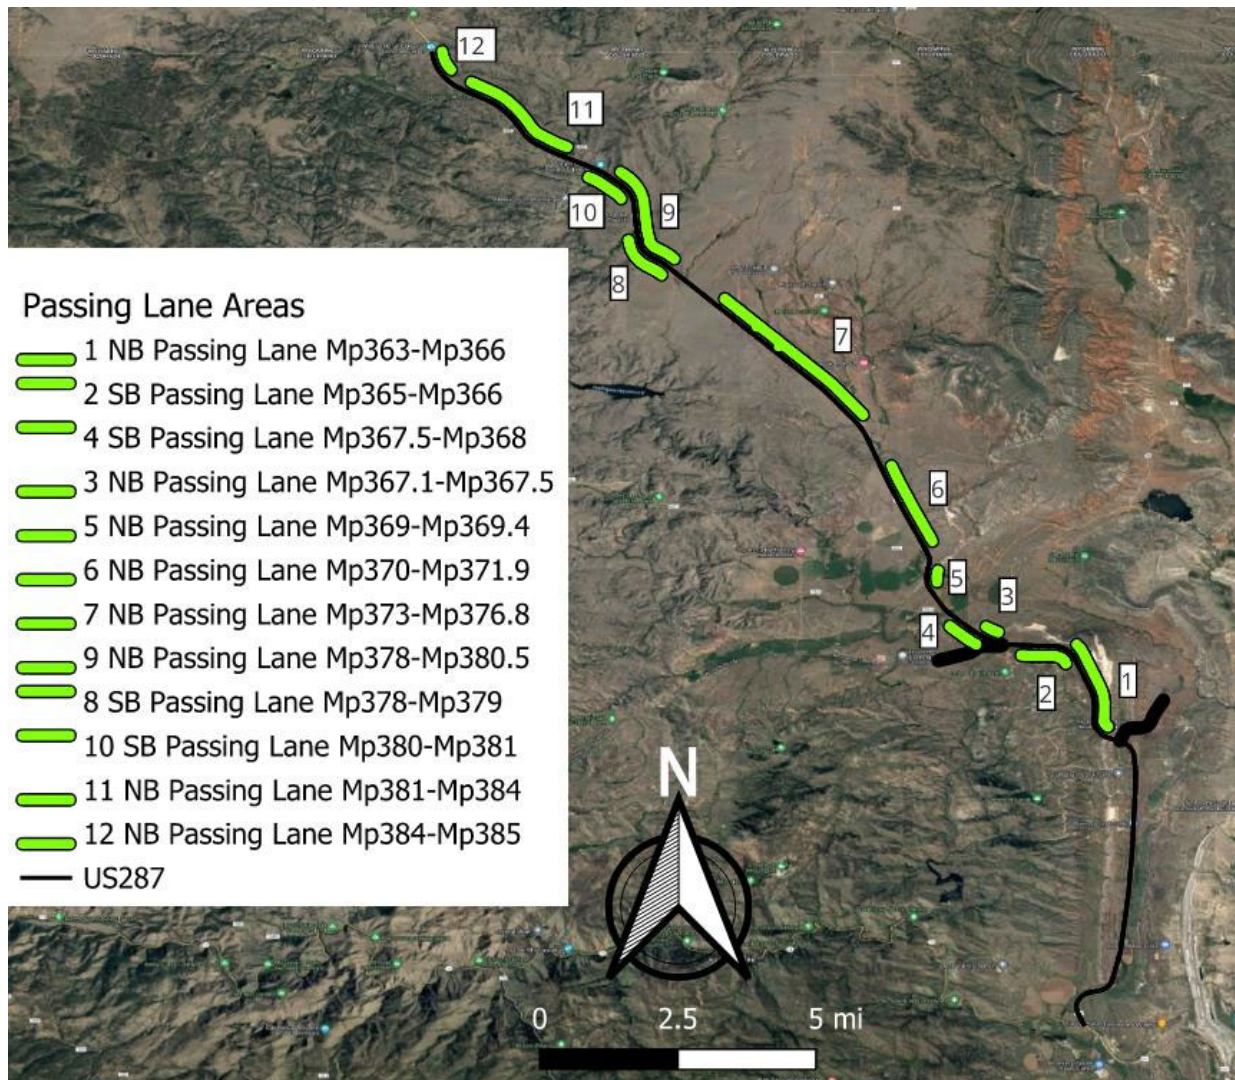 12
11
10
9
8
7
6
5
3
4
2
1
Passing Lane Areas
1 NB Passing Lane Mp363-Mp366
2 SB Passing Lane Mp365-Mp366
4 SB Passing Lane Mp367.5-Mp368
3 NB Passing Lane Mp367.1-Mp367.5
5 NB Passing Lane Mp369-Mp369.4
6 NB Passing Lane Mp370-Mp371.9
7 NB Passing Lane Mp373-Mp376.8
9 NB Passing Lane Mp378-Mp380.5
8 SB Passing Lane Mp378-Mp379
10 SB Passing Lane Mp380-Mp381
11 NB Passing Lane Mp381-Mp384
12 NB Passing Lane Mp384-Mp385
US287
N
0 2.5 5 mi